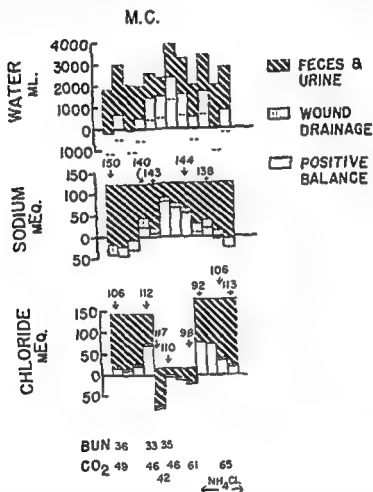 M.C.
WATER ML.
4000
3000
2000
1000
0
1000
FECES & URINE
WOUND DRAINAGE
POSITIVE BALANCE
150 140 143 144 138
SODIUM MEQ.
150
100
50
0
50
106 112 117 110 98 92 106 113
CHLORIDE MEQ.
150
100
50
0
50
BUN 36 33 35
CO2 49 46 42 46 61 65
NH4CL